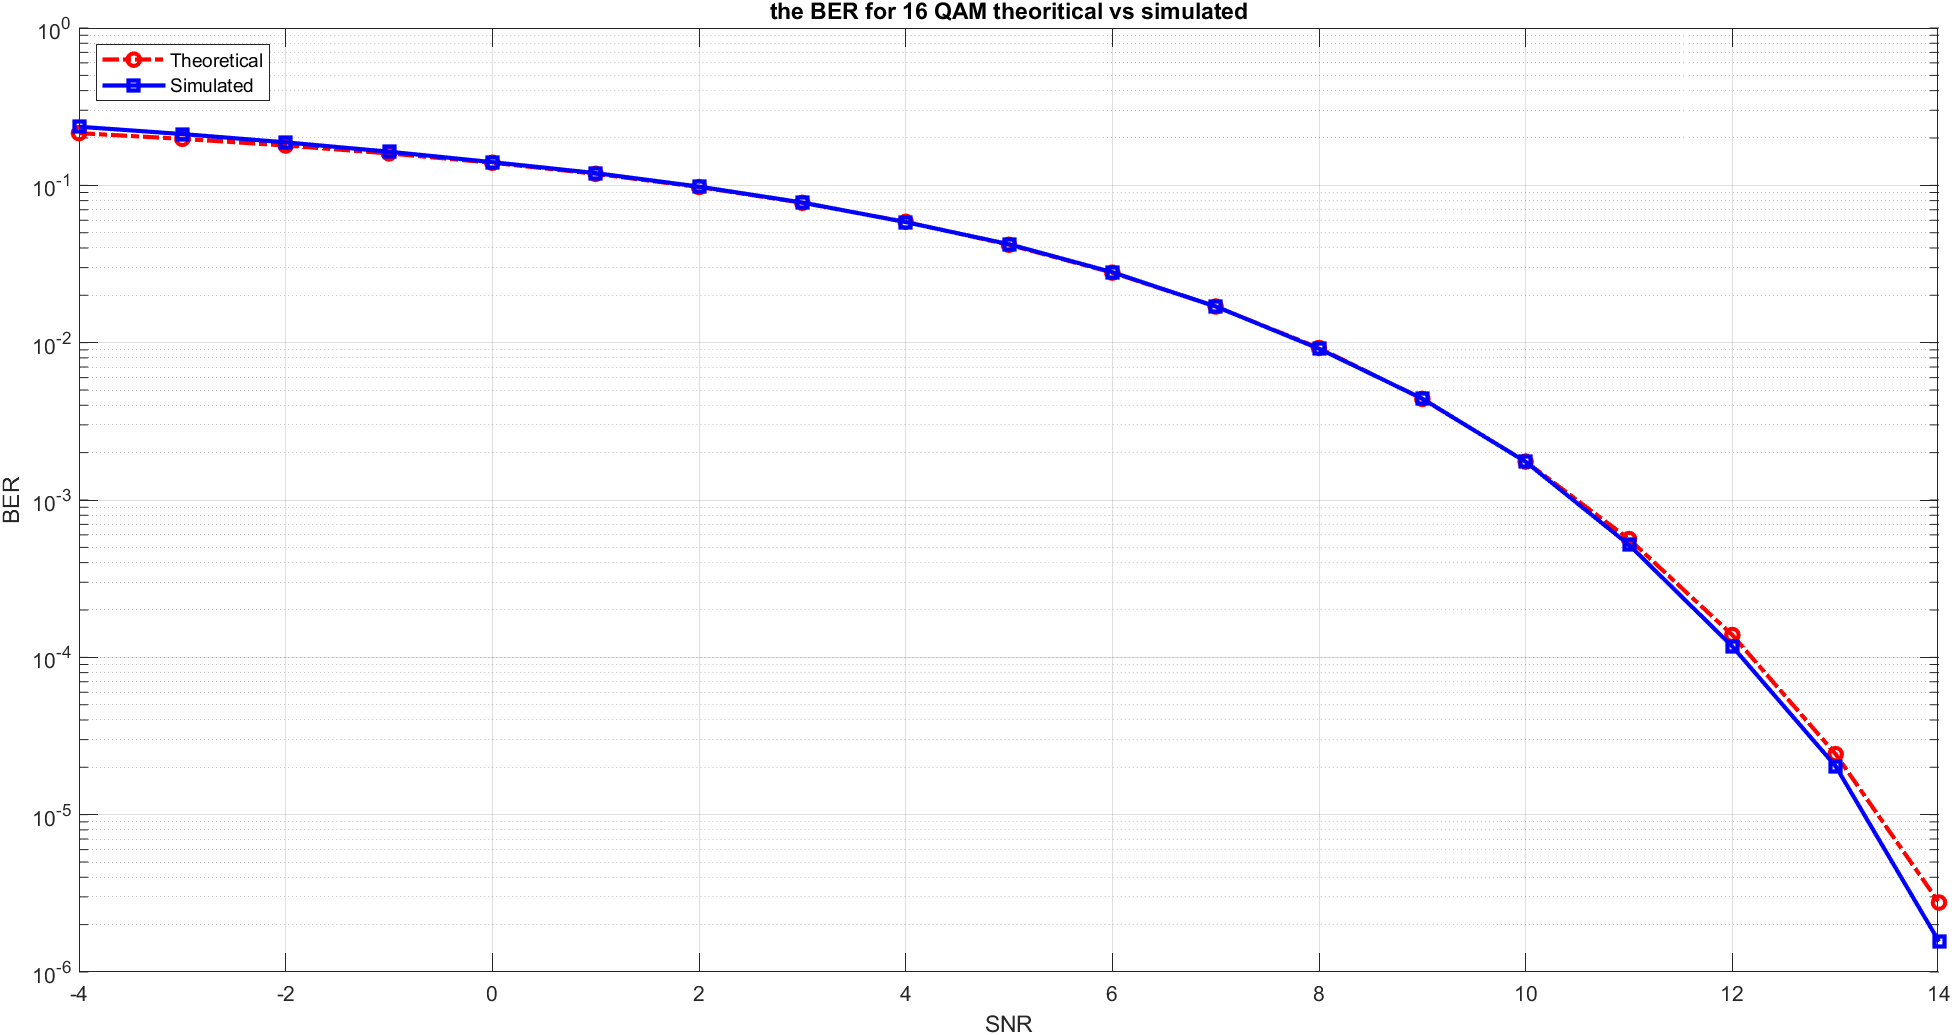 the BER for 16 QAM theoritical vs simulated
Theoretical
Simulated
10^0
10^-1
10^-2
10^-3
10^-4
10^-5
10^-6
BER
-4 -2 0 2 4 6 8 10 12 14
SNR